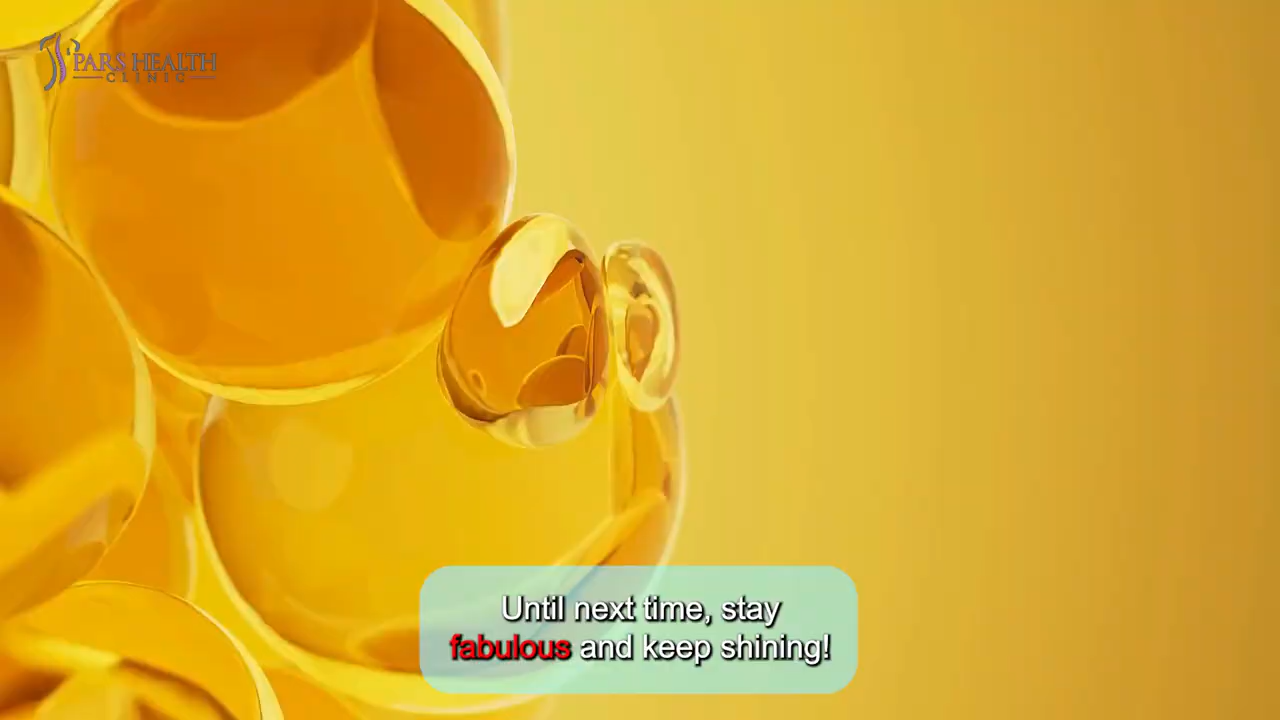 PARS HEALTH
CLINIC
Until next time, stay
fabulous and keep shining!